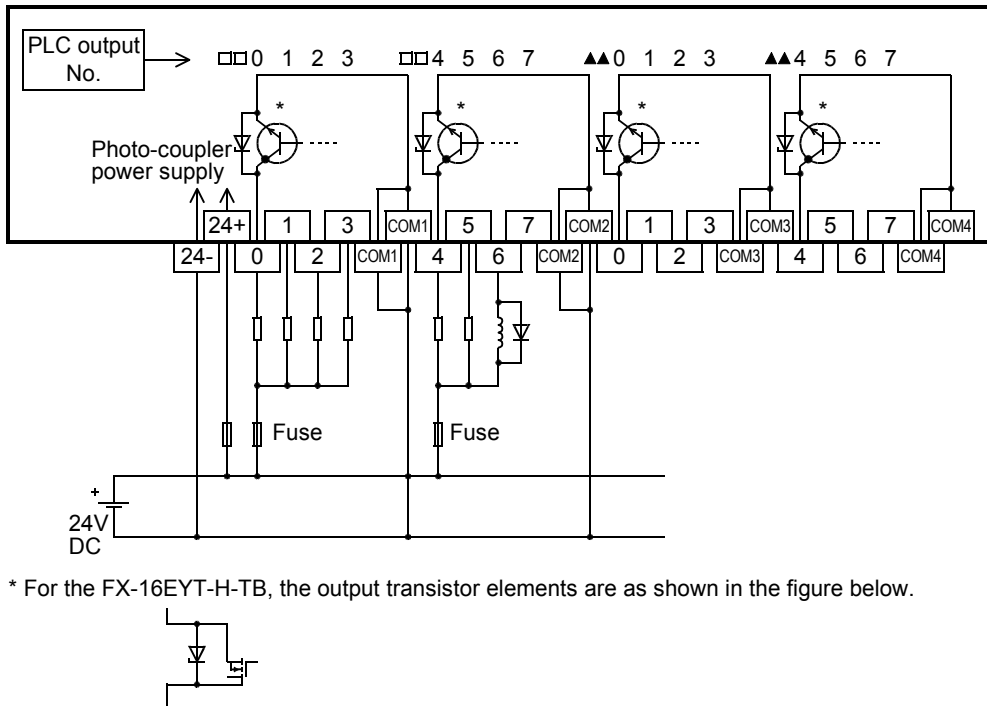 PLC output
No.
□□0 1 2 3 □□4 5 6 7 ▲▲0 1 2 3 ▲▲4 5 6 7
* * * *
Photo-coupler
power supply
24+ 1 3 COM1 5 7 COM2 1 3 COM3 5 7 COM4
24- 0 2 COM1 4 6 COM2 0 2 COM3 4 6 COM4
Fuse Fuse
+
24V
DC
* For the FX-16EYT-H-TB, the output transistor elements are as shown in the figure below.